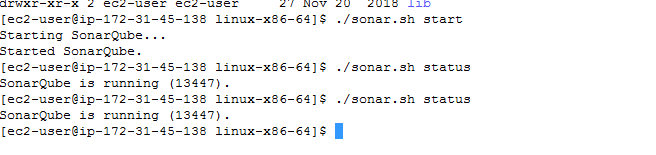 drwxr-xr-x 2 ec2-user ec2-user     27 Nov 20  2018 lib
[ec2-user@ip-172-31-45-138 linux-x86-64]$ ./sonar.sh start
Starting SonarQube...
Started SonarQube.
[ec2-user@ip-172-31-45-138 linux-x86-64]$ ./sonar.sh status
SonarQube is running (13447).
[ec2-user@ip-172-31-45-138 linux-x86-64]$ ./sonar.sh status
SonarQube is running (13447).
[ec2-user@ip-172-31-45-138 linux-x86-64]$